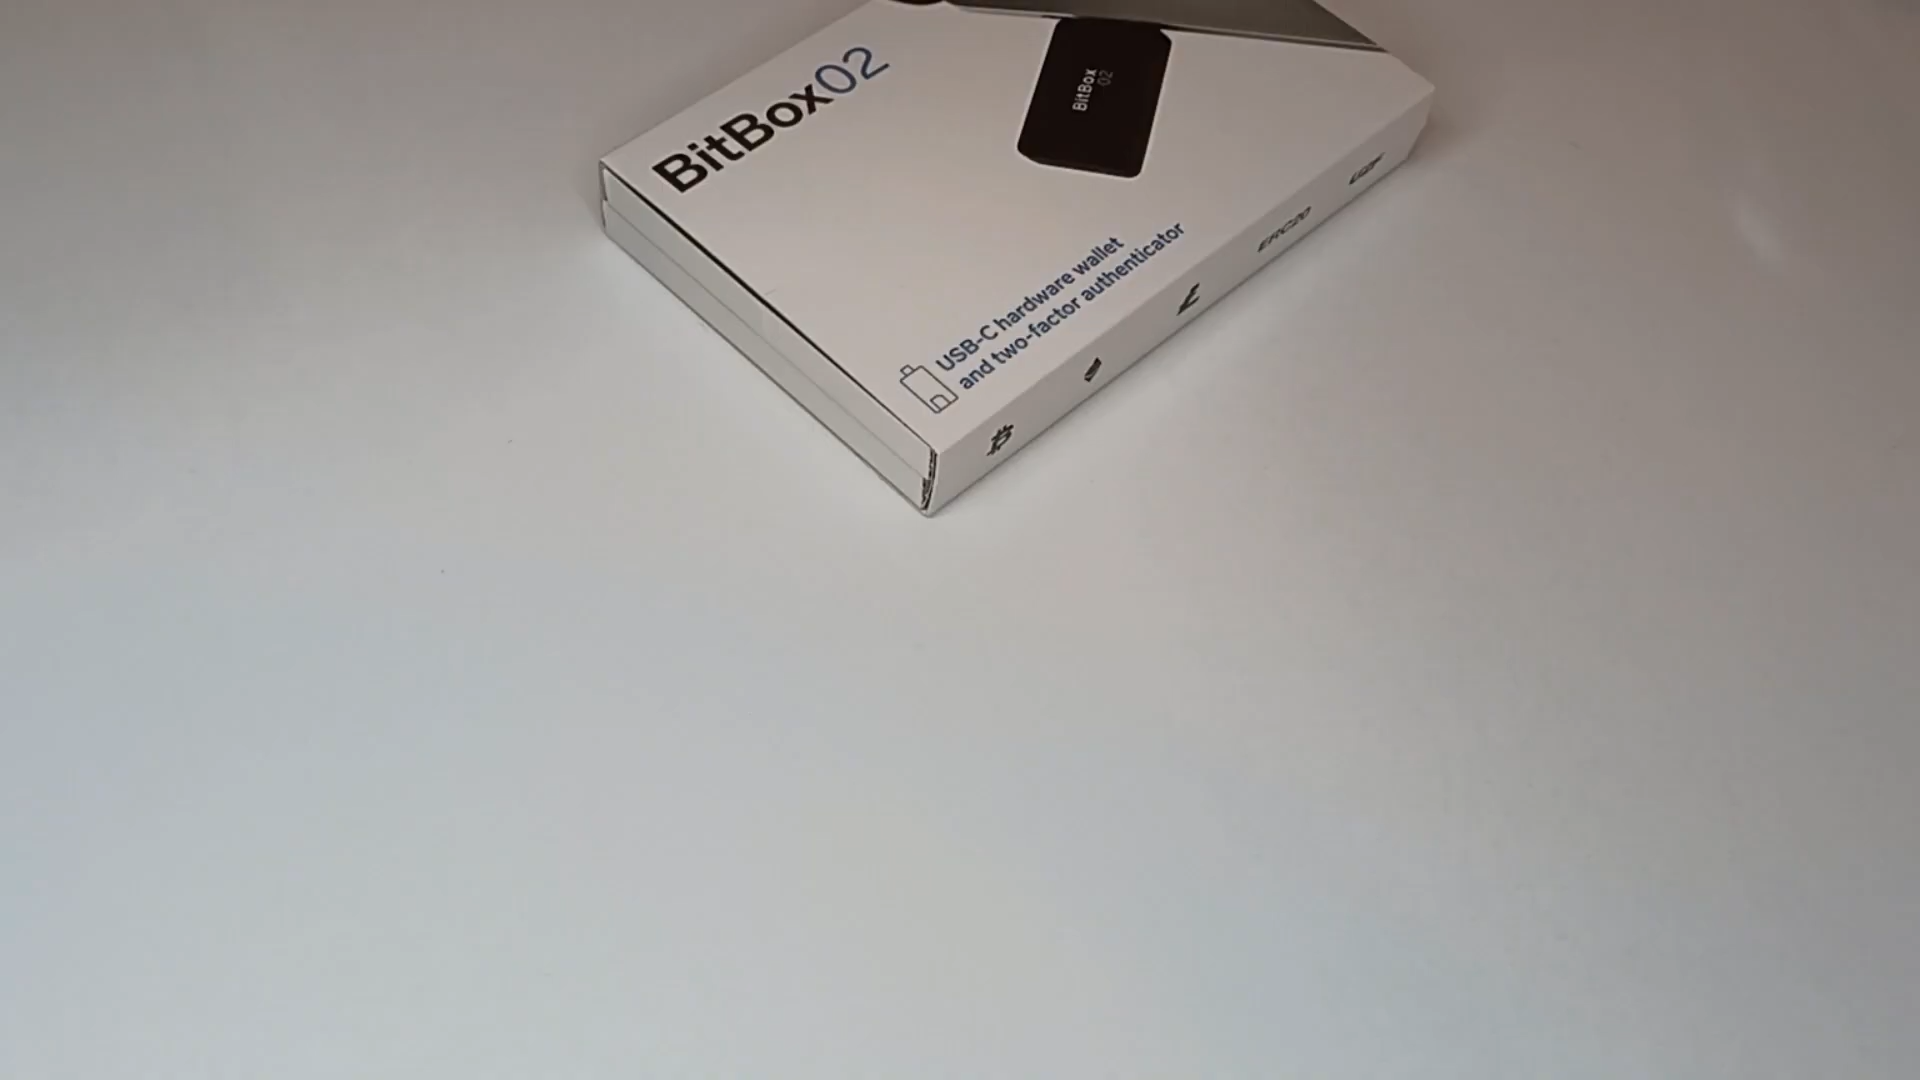 BitBox02
BitBox
02
USB-C hardware wallet
and two-factor authenticator
ERC20